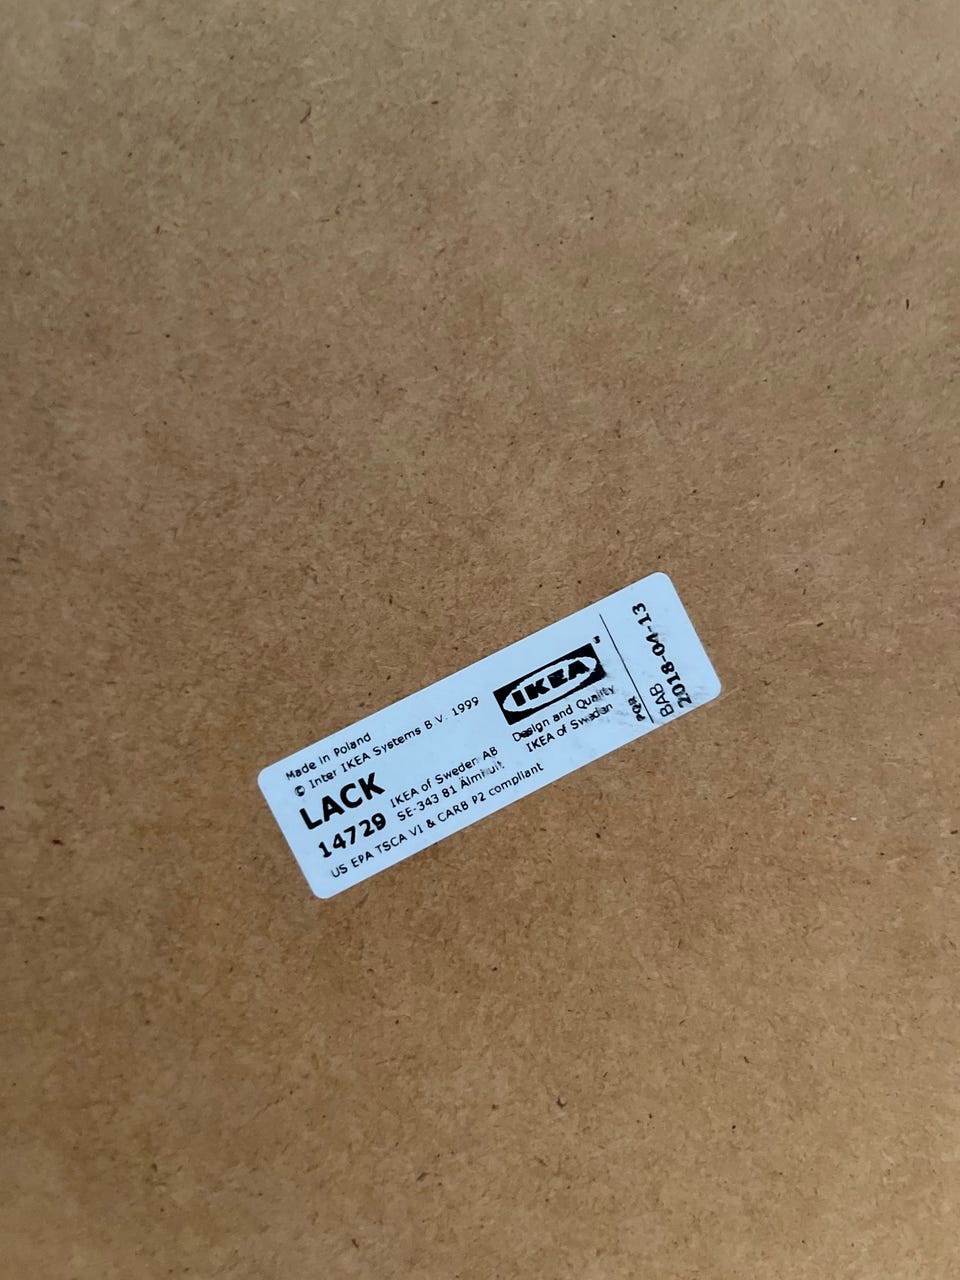 Made in Poland
© Inter IKEA Systems B.V. 1999
LACK
14729
IKEA of Sweden AB
SE-343 81 Älmhult
US EPA TSCA VI & CARB P2 compliant
IKEA
Design and Quality
IKEA of Sweden
PQR
BAB
2018-04-13